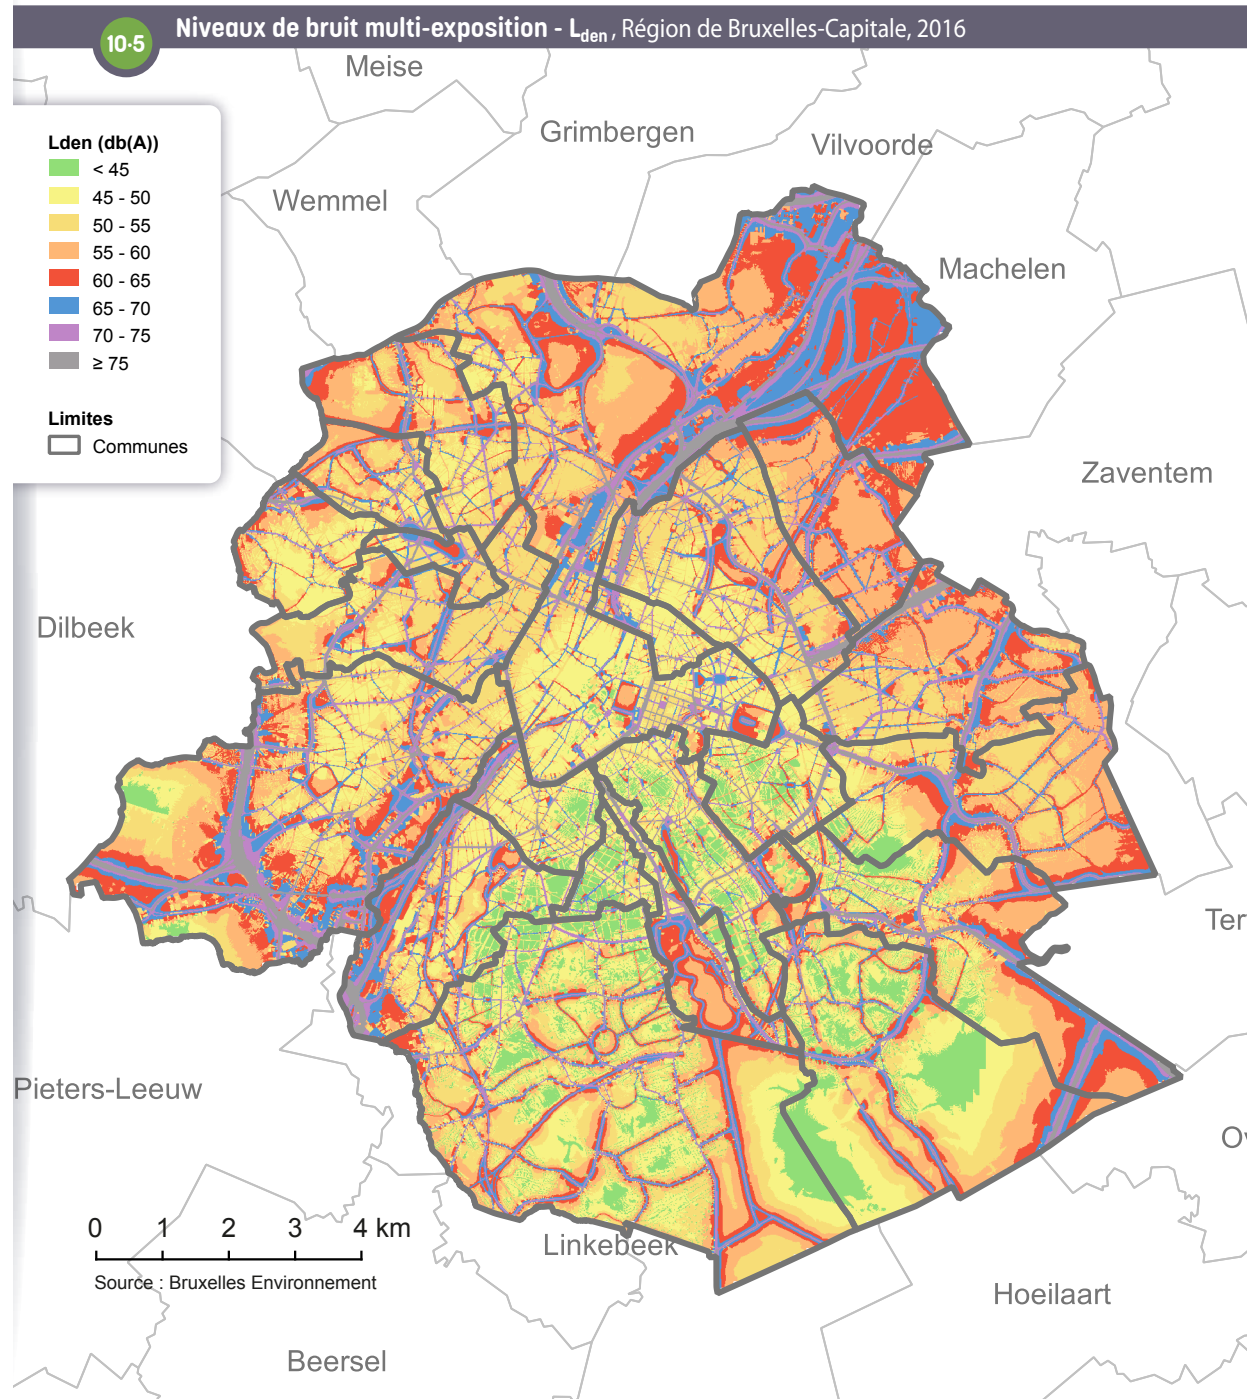 10·5
Niveaux de bruit multi-exposition - Lden, Région de Bruxelles-Capitale, 2016
Meise
Grimbergen
Vilvoorde
Lden (db(A))
< 45
45 - 50
50 - 55
55 - 60
60 - 65
65 - 70
70 - 75
≥ 75
Limites
Communes
Wemmel
Machelen
Zaventem
Dilbeek
Ter
Pieters-Leeuw
Ov
0 1 2 3 4 km
Source : Bruxelles Environnement
Linkebeek
Hoeilaart
Beersel